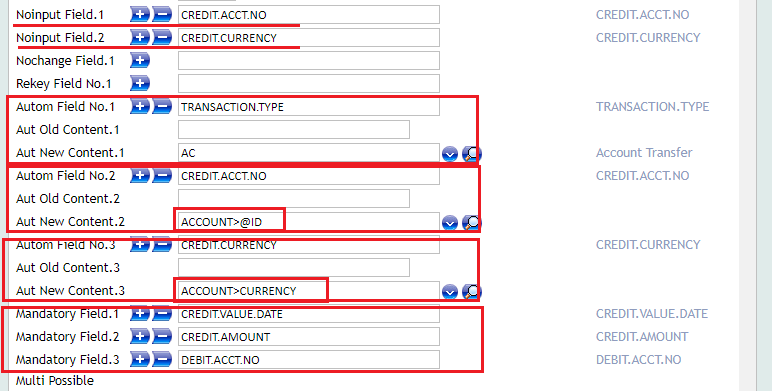 Noinput Field.1 CREDIT.ACCT.NO CREDIT.ACCT.NO
Noinput Field.2 CREDIT.CURRENCY CREDIT.CURRENCY
Nochange Field.1
Rekey Field No.1
Autom Field No.1 TRANSACTION.TYPE TRANSACTION.TYPE
Aut Old Content.1
Aut New Content.1 AC Account Transfer
Autom Field No.2 CREDIT.ACCT.NO CREDIT.ACCT.NO
Aut Old Content.2
Aut New Content.2 ACCOUNT>@ID
Autom Field No.3 CREDIT.CURRENCY CREDIT.CURRENCY
Aut Old Content.3
Aut New Content.3 ACCOUNT>CURRENCY
Mandatory Field.1 CREDIT.VALUE.DATE CREDIT.VALUE.DATE
Mandatory Field.2 CREDIT.AMOUNT CREDIT.AMOUNT
Mandatory Field.3 DEBIT.ACCT.NO DEBIT.ACCT.NO
Multi Possible